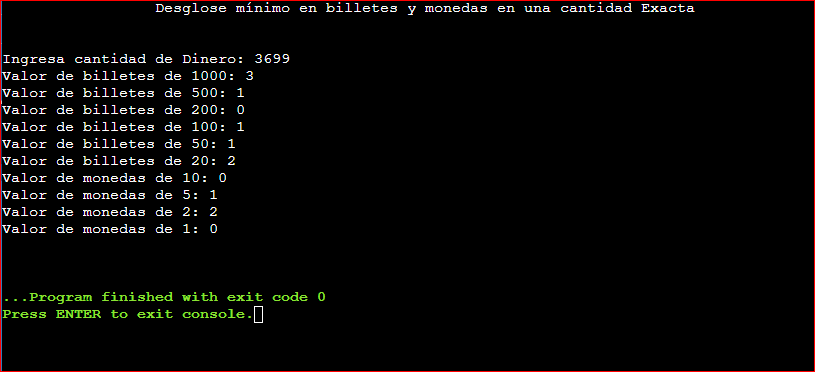 Desglose mínimo en billetes y monedas en una cantidad Exacta
Ingresa cantidad de Dinero: 3699
Valor de billetes de 1000: 3
Valor de billetes de 500: 1
Valor de billetes de 200: 0
Valor de billetes de 100: 1
Valor de billetes de 50: 1
Valor de billetes de 20: 2
Valor de monedas de 10: 0
Valor de monedas de 5: 1
Valor de monedas de 2: 2
Valor de monedas de 1: 0
...Program finished with exit code 0
Press ENTER to exit console.